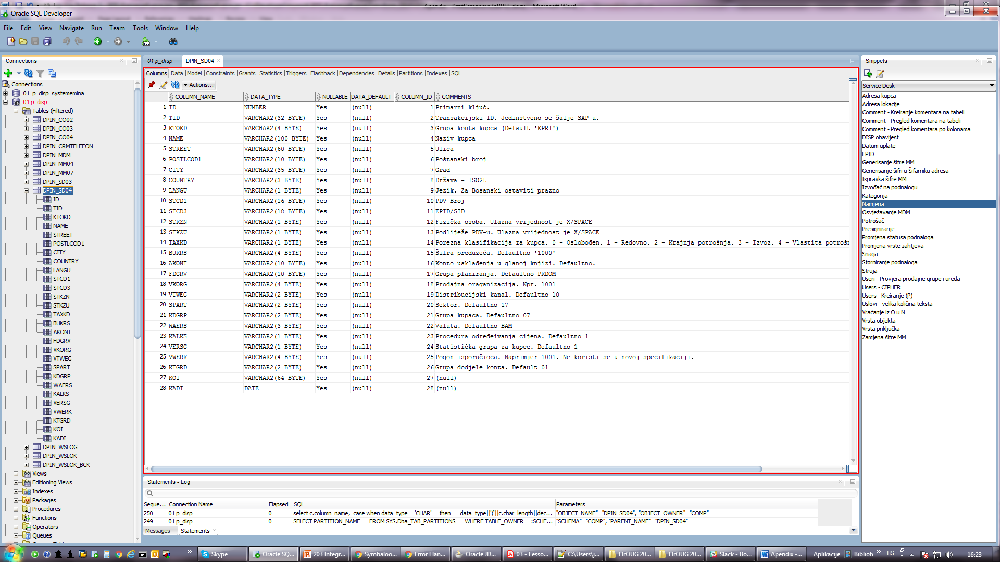 Apendix - PrntScreenoviZaBPEL.docx - Microsoft Word
Oracle SQL Developer
File Edit View Navigate Run Team Tools Window Help
Connections
Connections
01_p_disp_systememina
01 p_disp
Tables (Filtered)
DPIN_CO02
DPIN_CO03
DPIN_CO04
DPIN_CRMTELEFON
DPIN_MDM
DPIN_MM04
DPIN_MM07
DPIN_SD03
DPIN_SD04
ID
TID
KTOKD
NAME
STREET
POSTLCOD1
CITY
COUNTRY
LANGU
STCD1
STCD3
STKZN
STKZU
TAXKD
BUKRS
AKONT
FDGRV
VKORG
VTWEG
SPART
KDGRP
WAERS
KALKS
VERSG
VWERK
KTGRD
KOI
KADI
DPIN_WSLOG
DPIN_WSLOK
DPIN_WSLOK_BCK
Views
Editioning Views
Indexes
Packages
Procedures
Functions
Operators
Queues
01 p_disp DPIN_SD04
Columns Data Model Constraints Grants Statistics Triggers Flashback Dependencies Details Partitions Indexes SQL
Actions...
COLUMN_NAME DATA_TYPE NULLABLE DATA_DEFAULT COLUMN_ID COMMENTS
1 ID NUMBER Yes (null) 1 Primarni ključ.
2 TID VARCHAR2(32 BYTE) Yes (null) 2 Transakcijski ID. Jedinstveno se šalje SAP-u.
3 KTOKD VARCHAR2(4 BYTE) Yes (null) 3 Grupa konta kupca (Default 'KPRI')
4 NAME VARCHAR2(100 BYTE) Yes (null) 4 Naziv kupca
5 STREET VARCHAR2(60 BYTE) Yes (null) 5 Ulica
6 POSTLCOD1 VARCHAR2(10 BYTE) Yes (null) 6 Poštanski broj
7 CITY VARCHAR2(35 BYTE) Yes (null) 7 Grad
8 COUNTRY VARCHAR2(3 BYTE) Yes (null) 8 Država - ISO2L
9 LANGU VARCHAR2(1 BYTE) Yes (null) 9 Jezik. Za Bosanski ostaviti prazno
10 STCD1 VARCHAR2(16 BYTE) Yes (null) 10 PDV Broj
11 STCD3 VARCHAR2(18 BYTE) Yes (null) 11 EPID/SID
12 STKZN VARCHAR2(1 BYTE) Yes (null) 12 Fizička osoba. Ulazna vrijednost je X/SPACE
13 STKZU VARCHAR2(1 BYTE) Yes (null) 13 Podliježe PDV-u. Ulazna vrijednost je X/SPACE
14 TAXKD VARCHAR2(1 BYTE) Yes (null) 14 Porezna klasifikacija za kupca. 0 - Oslobođen. 1 - Redovno. 2 - Krajnja potrošnja. 3 - Izvoz. 4 - Vlastita potrošn
15 BUKRS VARCHAR2(4 BYTE) Yes (null) 15 Šifra preduzeća. Defaultno '1000'
16 AKONT VARCHAR2(10 BYTE) Yes (null) 16 Konto usklađenja u glanoj knjizi. Defaultno.
17 FDGRV VARCHAR2(10 BYTE) Yes (null) 17 Grupa planiranja. Defaultno PKDOM
18 VKORG VARCHAR2(4 BYTE) Yes (null) 18 Prodajna oraganizacija. Npr. 1001
19 VTWEG VARCHAR2(2 BYTE) Yes (null) 19 Distribucijski kanal. Defaultno 10
20 SPART VARCHAR2(2 BYTE) Yes (null) 20 Sektor. Defaultno 17
21 KDGRP VARCHAR2(2 BYTE) Yes (null) 21 Grupa kupaca. Defaultno 07
22 WAERS VARCHAR2(3 BYTE) Yes (null) 22 Valuta. Defaultno BAM
23 KALKS VARCHAR2(1 BYTE) Yes (null) 23 Procedura određeivanja cijena. Defaultno 1
24 VERSG VARCHAR2(1 BYTE) Yes (null) 24 Statistička grupa za kupce. Defaultno 1
25 VWERK VARCHAR2(4 BYTE) Yes (null) 25 Pogon isporučioca. Naprimjer 1001. Ne koristi se u novoj specifikaciji.
26 KTGRD VARCHAR2(2 BYTE) Yes (null) 26 Grupa dodjele konta. Default 01
27 KOI VARCHAR2(64 BYTE) Yes (null) 27 (null)
28 KADI DATE Yes (null) 28 (null)
Statements - Log
Seque... Connection Name Elapsed SQL Parameters
250 01 p_disp 0 select c.column_name, case when data_type = 'CHAR' then data_type||'('||c.char_length||dec... "OBJECT_NAME"="DPIN_SD04", "OBJECT_OWNER"="COMP"
249 01 p_disp 0 SELECT PARTITION_NAME FROM SYS.Dba_TAB_PARTITIONS WHERE TABLE_OWNER = :SCHE... "SCHEMA"="COMP", "PARENT_NAME"="DPIN_SD04"
Messages Statements
Snippets
Service Desk
Adresa kupca
Adresa lokacije
Comment - Kreiranje komentara na tabeli
Comment - Pregled komentara na tabeli
Comment - Pregled komentara po kolonama
DISP obavijest
Datum uplate
EPID
Generisanje šifre MM
Generisanje šifri u Šifarniku adresa
Ispravka šifre MM
Izvođač na podnalogu
Kategorija
Namjena
Osvježavanje MDM
Potrošač
Presigniranje
Promjena statusa podnaloga
Promjena vrste zahtjeva
Snaga
Storniranje podnaloga
Struja
Useri - Provjera prodajne grupe i ureda
Users - CIPHER
Users - Kreiranje (P)
Uslovi - velika količina teksta
Vraćanje iz O u N
Vrsta objekta
Vrsta priključka
Zamjena šifre MM
Skype Oracle SQ... 203 Integr... Symbaloo... Error Han... Oracle JD... 03 - Lesso... C:\Users\j... HrOUG 20... HrOUG 20... Slack - Bo... Apendix -... Aplikacije Bibliot BS 16:23